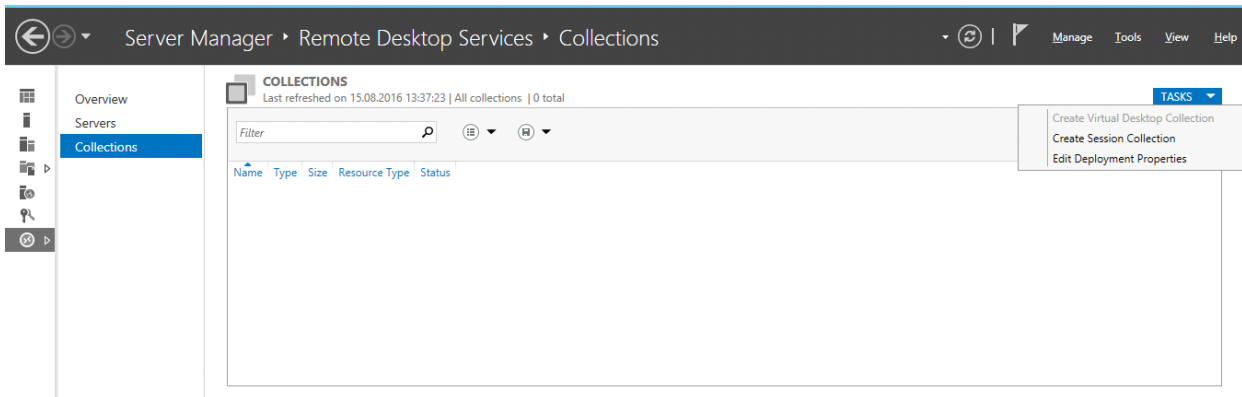 Server Manager ‣ Remote Desktop Services ‣ Collections
Manage Tools View Help
Overview
Servers
Collections
COLLECTIONS
Last refreshed on 15.08.2016 13:37:23 | All collections | 0 total
TASKS
Create Virtual Desktop Collection
Create Session Collection
Edit Deployment Properties
Filter
Name Type Size Resource Type Status